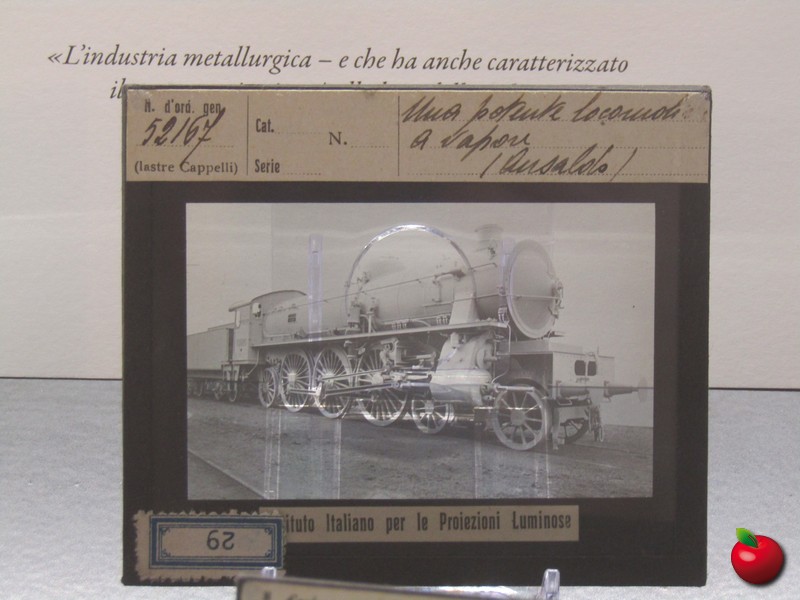 «L'industria metallurgica – e che ha anche caratterizzato
N. d'ord. gen.
52167
(lastre Cappelli)
Cat.
N.
Serie
Una potente locomotiva
a vapore
(Ansaldo)
Istituto Italiano per le Proiezioni Luminose
29